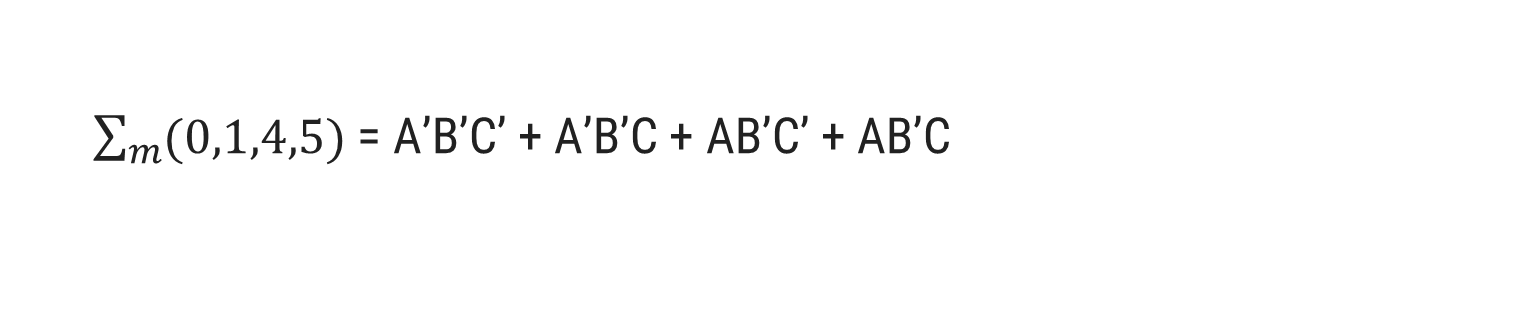 ∑m(0,1,4,5) = A’B’C’ + A’B’C + AB’C’ + AB’C